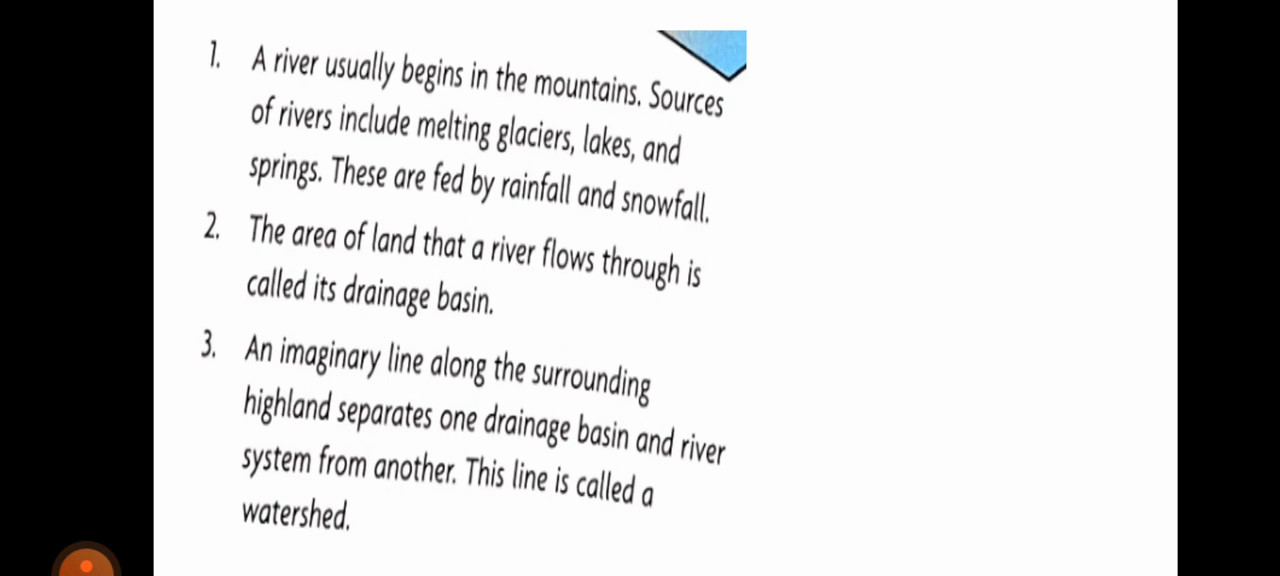 1. A river usually begins in the mountains. Sources
of rivers include melting glaciers, lakes, and
springs. These are fed by rainfall and snowfall.
2. The area of land that a river flows through is
called its drainage basin.
3. An imaginary line along the surrounding
highland separates one drainage basin and river
system from another. This line is called a
watershed.